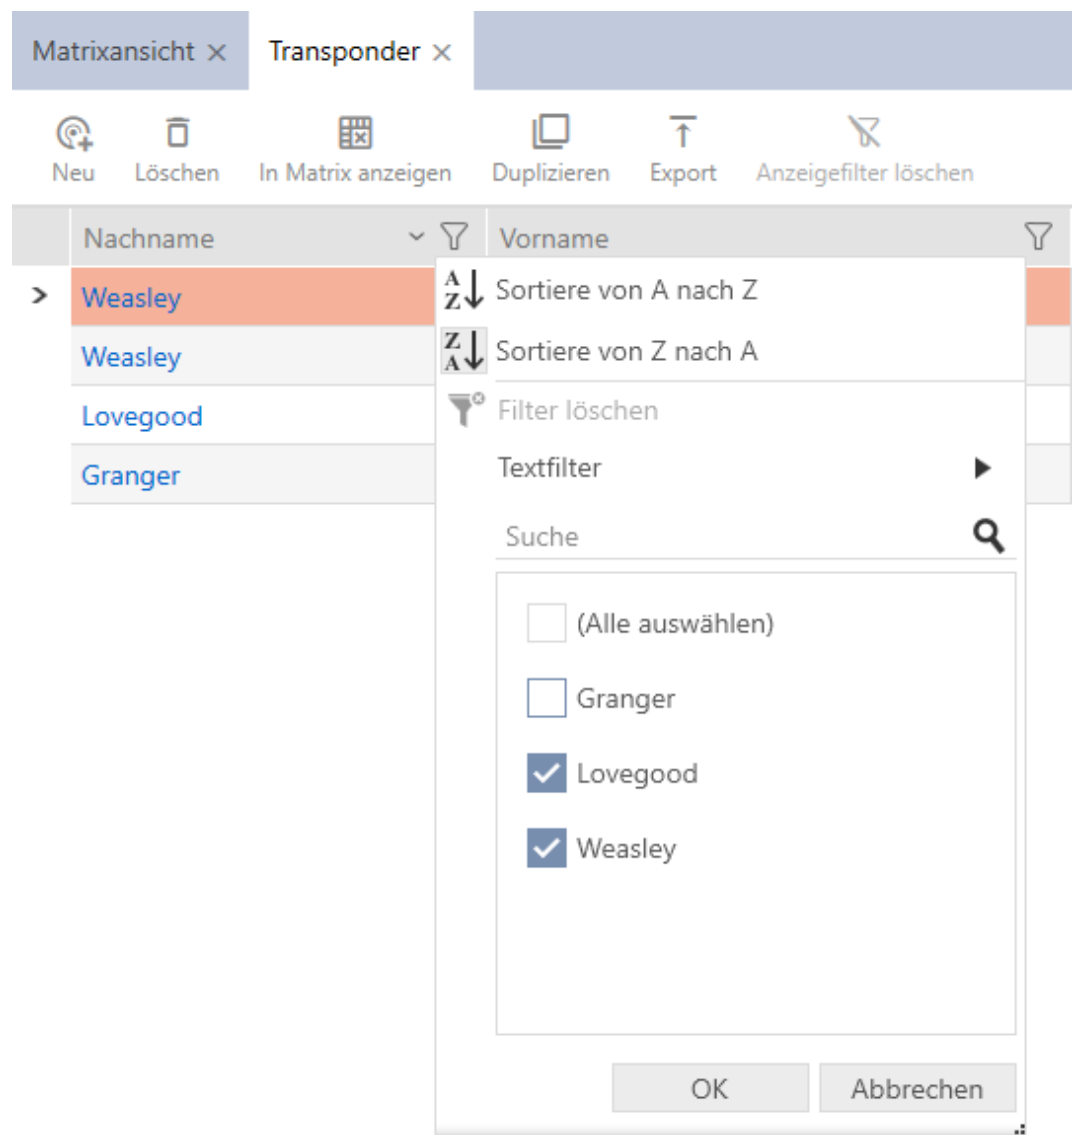 Matrixansicht × Transponder ×
Neu Löschen In Matrix anzeigen Duplizieren Export Anzeigefilter löschen
Nachname Vorname
Weasley
Weasley
Lovegood
Granger
Sortiere von A nach Z
Sortiere von Z nach A
Filter löschen
Textfilter
Suche
(Alle auswählen)
Granger
Lovegood
Weasley
OK Abbrechen